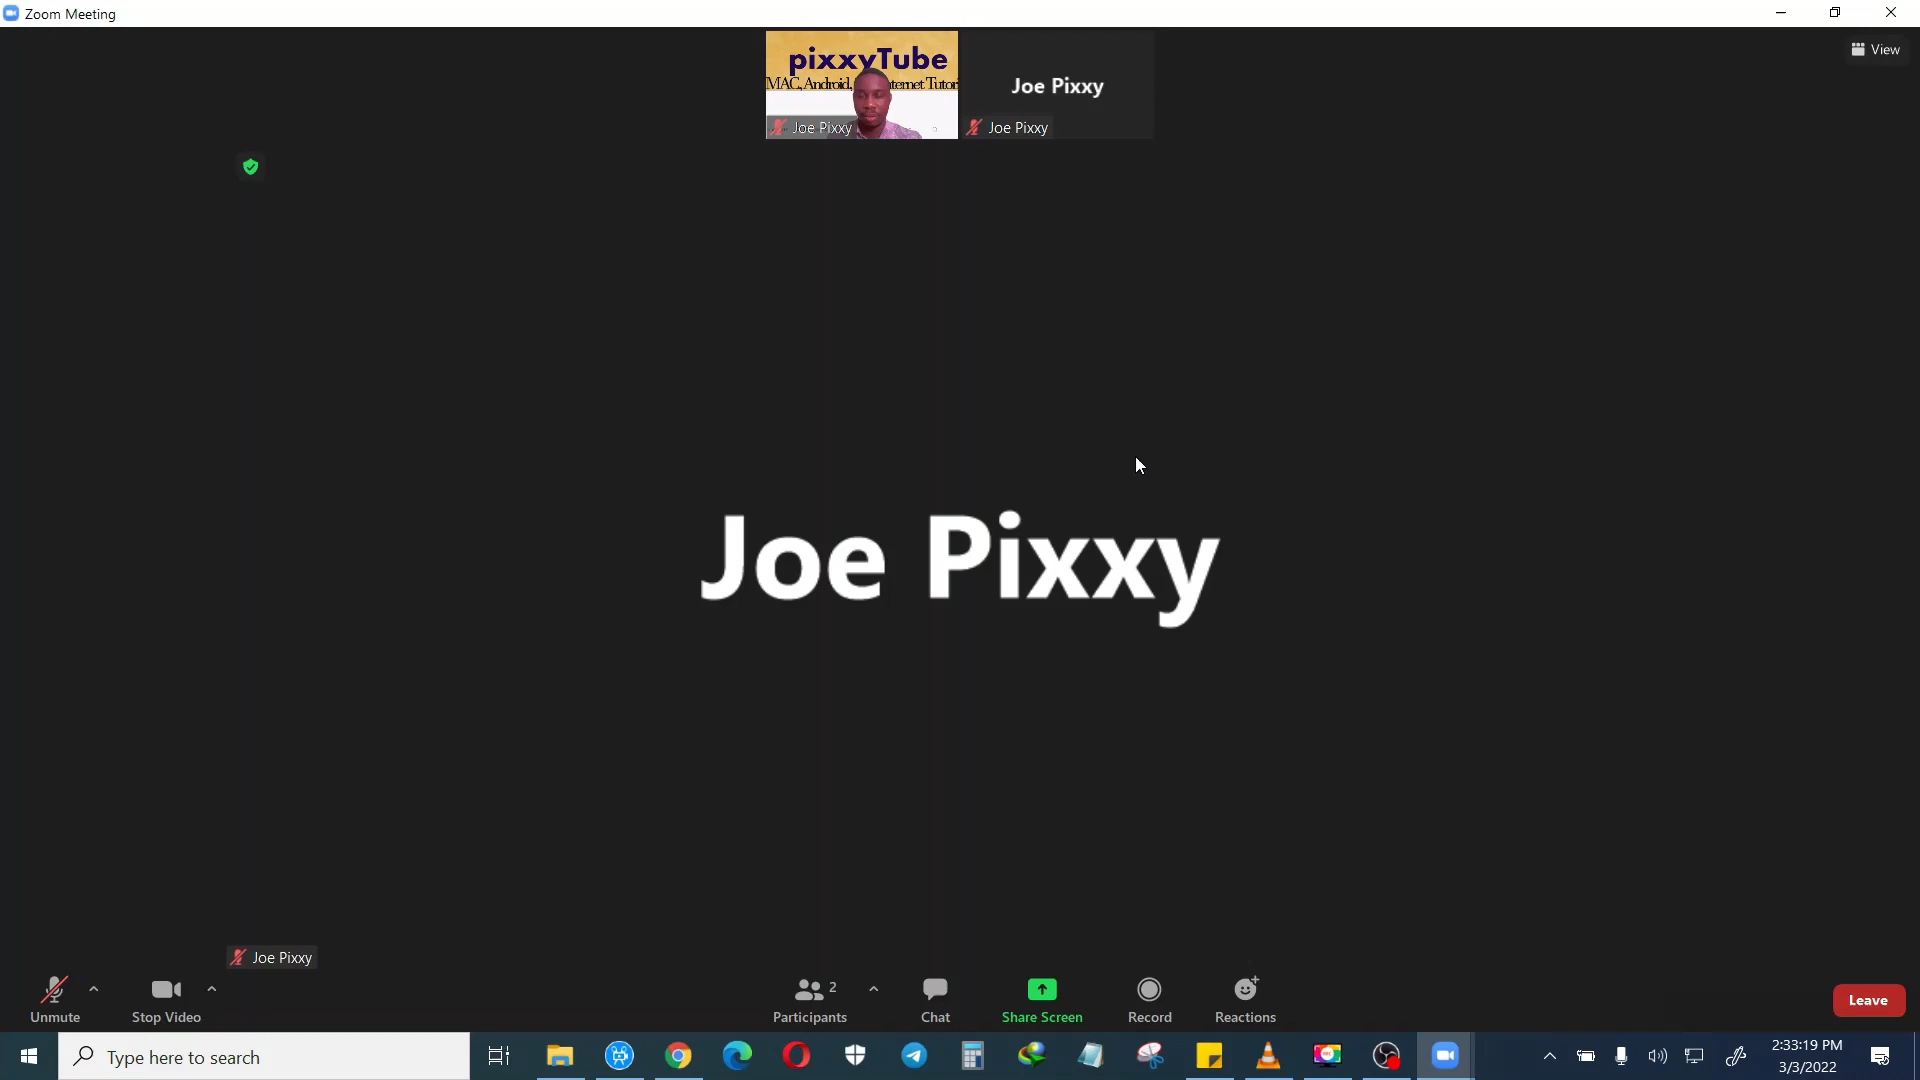 Zoom Meeting
View
pixxyTube
MAC, Android,
Joe Pixxy
Joe Pixxy
Joe Pixxy
Joe Pixxy
Joe Pixxy
Unmute
Stop Video
2
Participants
Chat
Share Screen
Record
Reactions
Leave
Type here to search
2:33:19 PM
3/3/2022